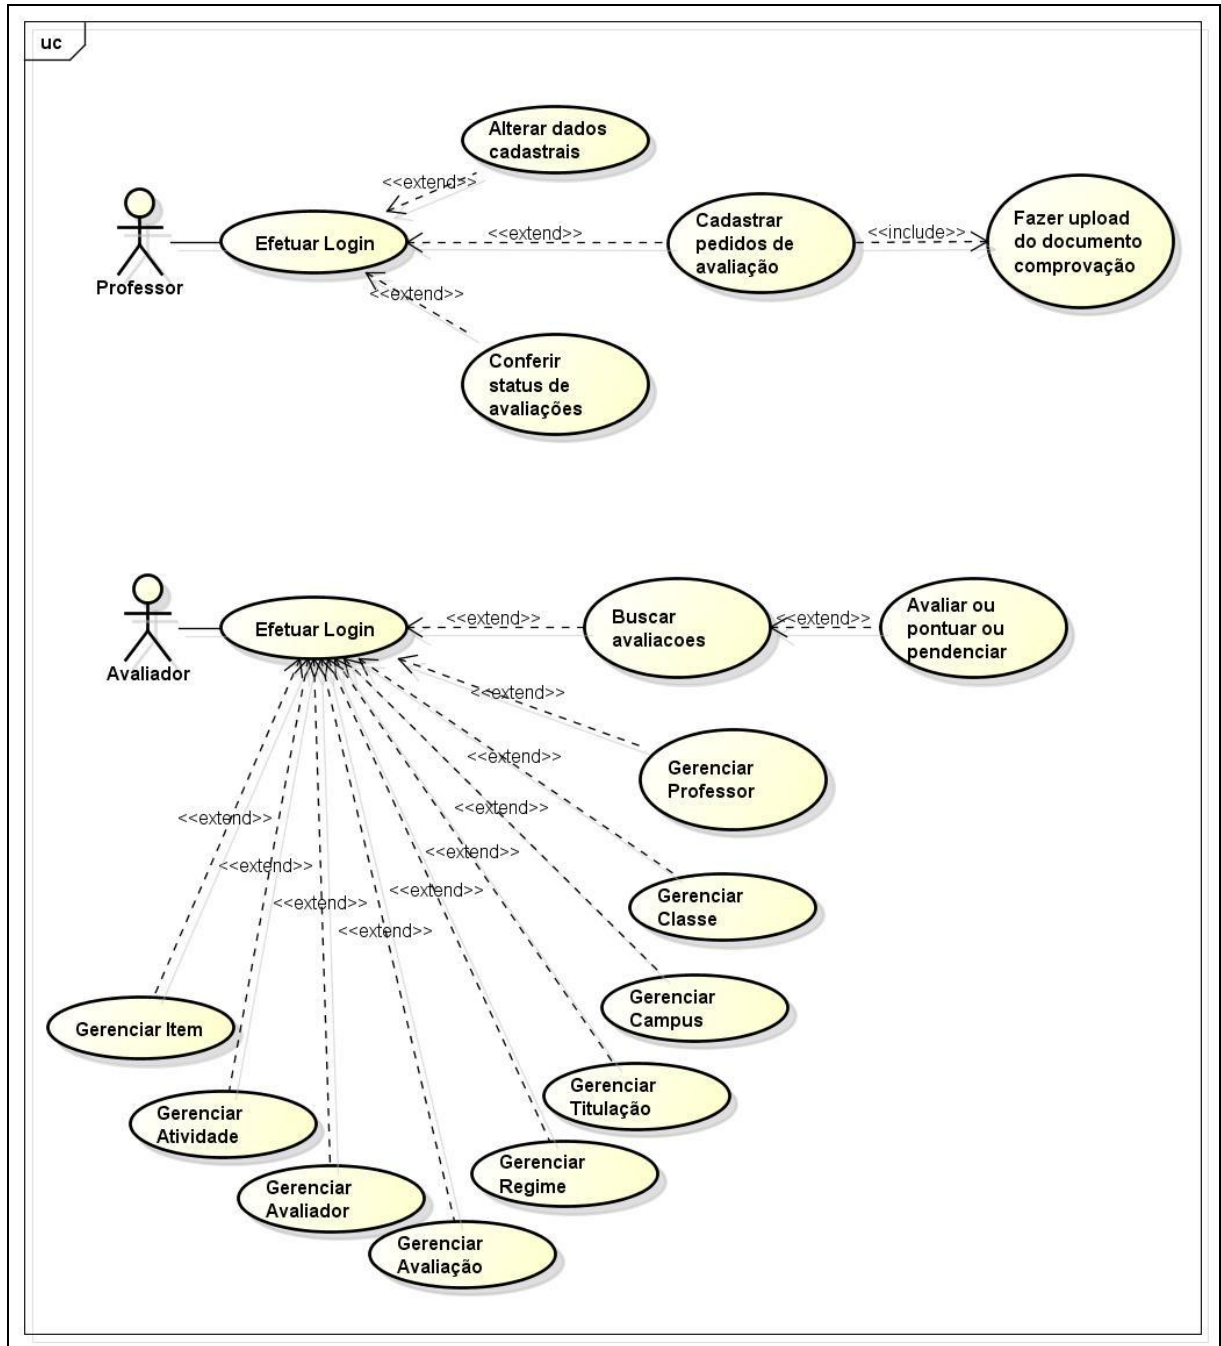 uc
Alterar dados
cadastrais
<<extend>>
Professor
Efetuar Login
<<extend>>
Cadastrar
pedidos de
avaliação
<<include>>
Fazer upload
do documento
comprovação
<<extend>>
Conferir
status de
avaliações
Avaliador
Efetuar Login
<<extend>>
Buscar
avaliacoes
<<extend>>
Avaliar ou
pontuar ou
pendenciar
<<extend>>
Gerenciar
Professor
<<extend>>
<<extend>>
<<extend>>
<<extend>>
<<extend>>
<<extend>>
<<extend>>
<<extend>>
Gerenciar
Classe
Gerenciar
Campus
Gerenciar Item
Gerenciar
Titulação
Gerenciar
Atividade
Gerenciar
Regime
Gerenciar
Avaliador
Gerenciar
Avaliação